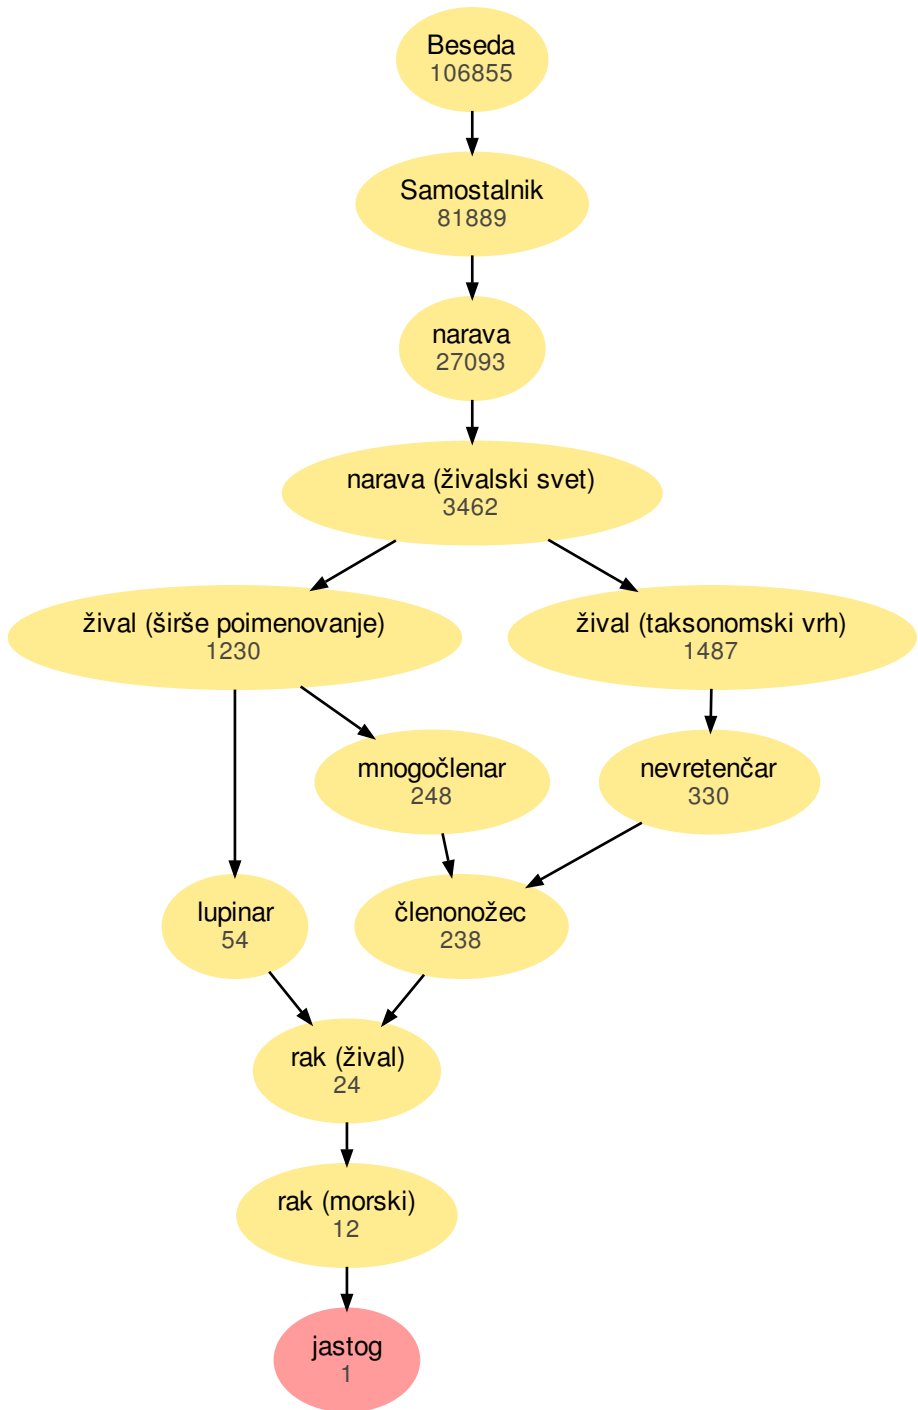 Beseda
106855
Samostalnik
81889
narava
27093
narava (živalski svet)
3462
žival (širše poimenovanje)
1230
žival (taksonomski vrh)
1487
mnogočlenar
248
nevretenčar
330
lupinar
54
členonožec
238
rak (žival)
24
rak (morski)
12
jastog
1